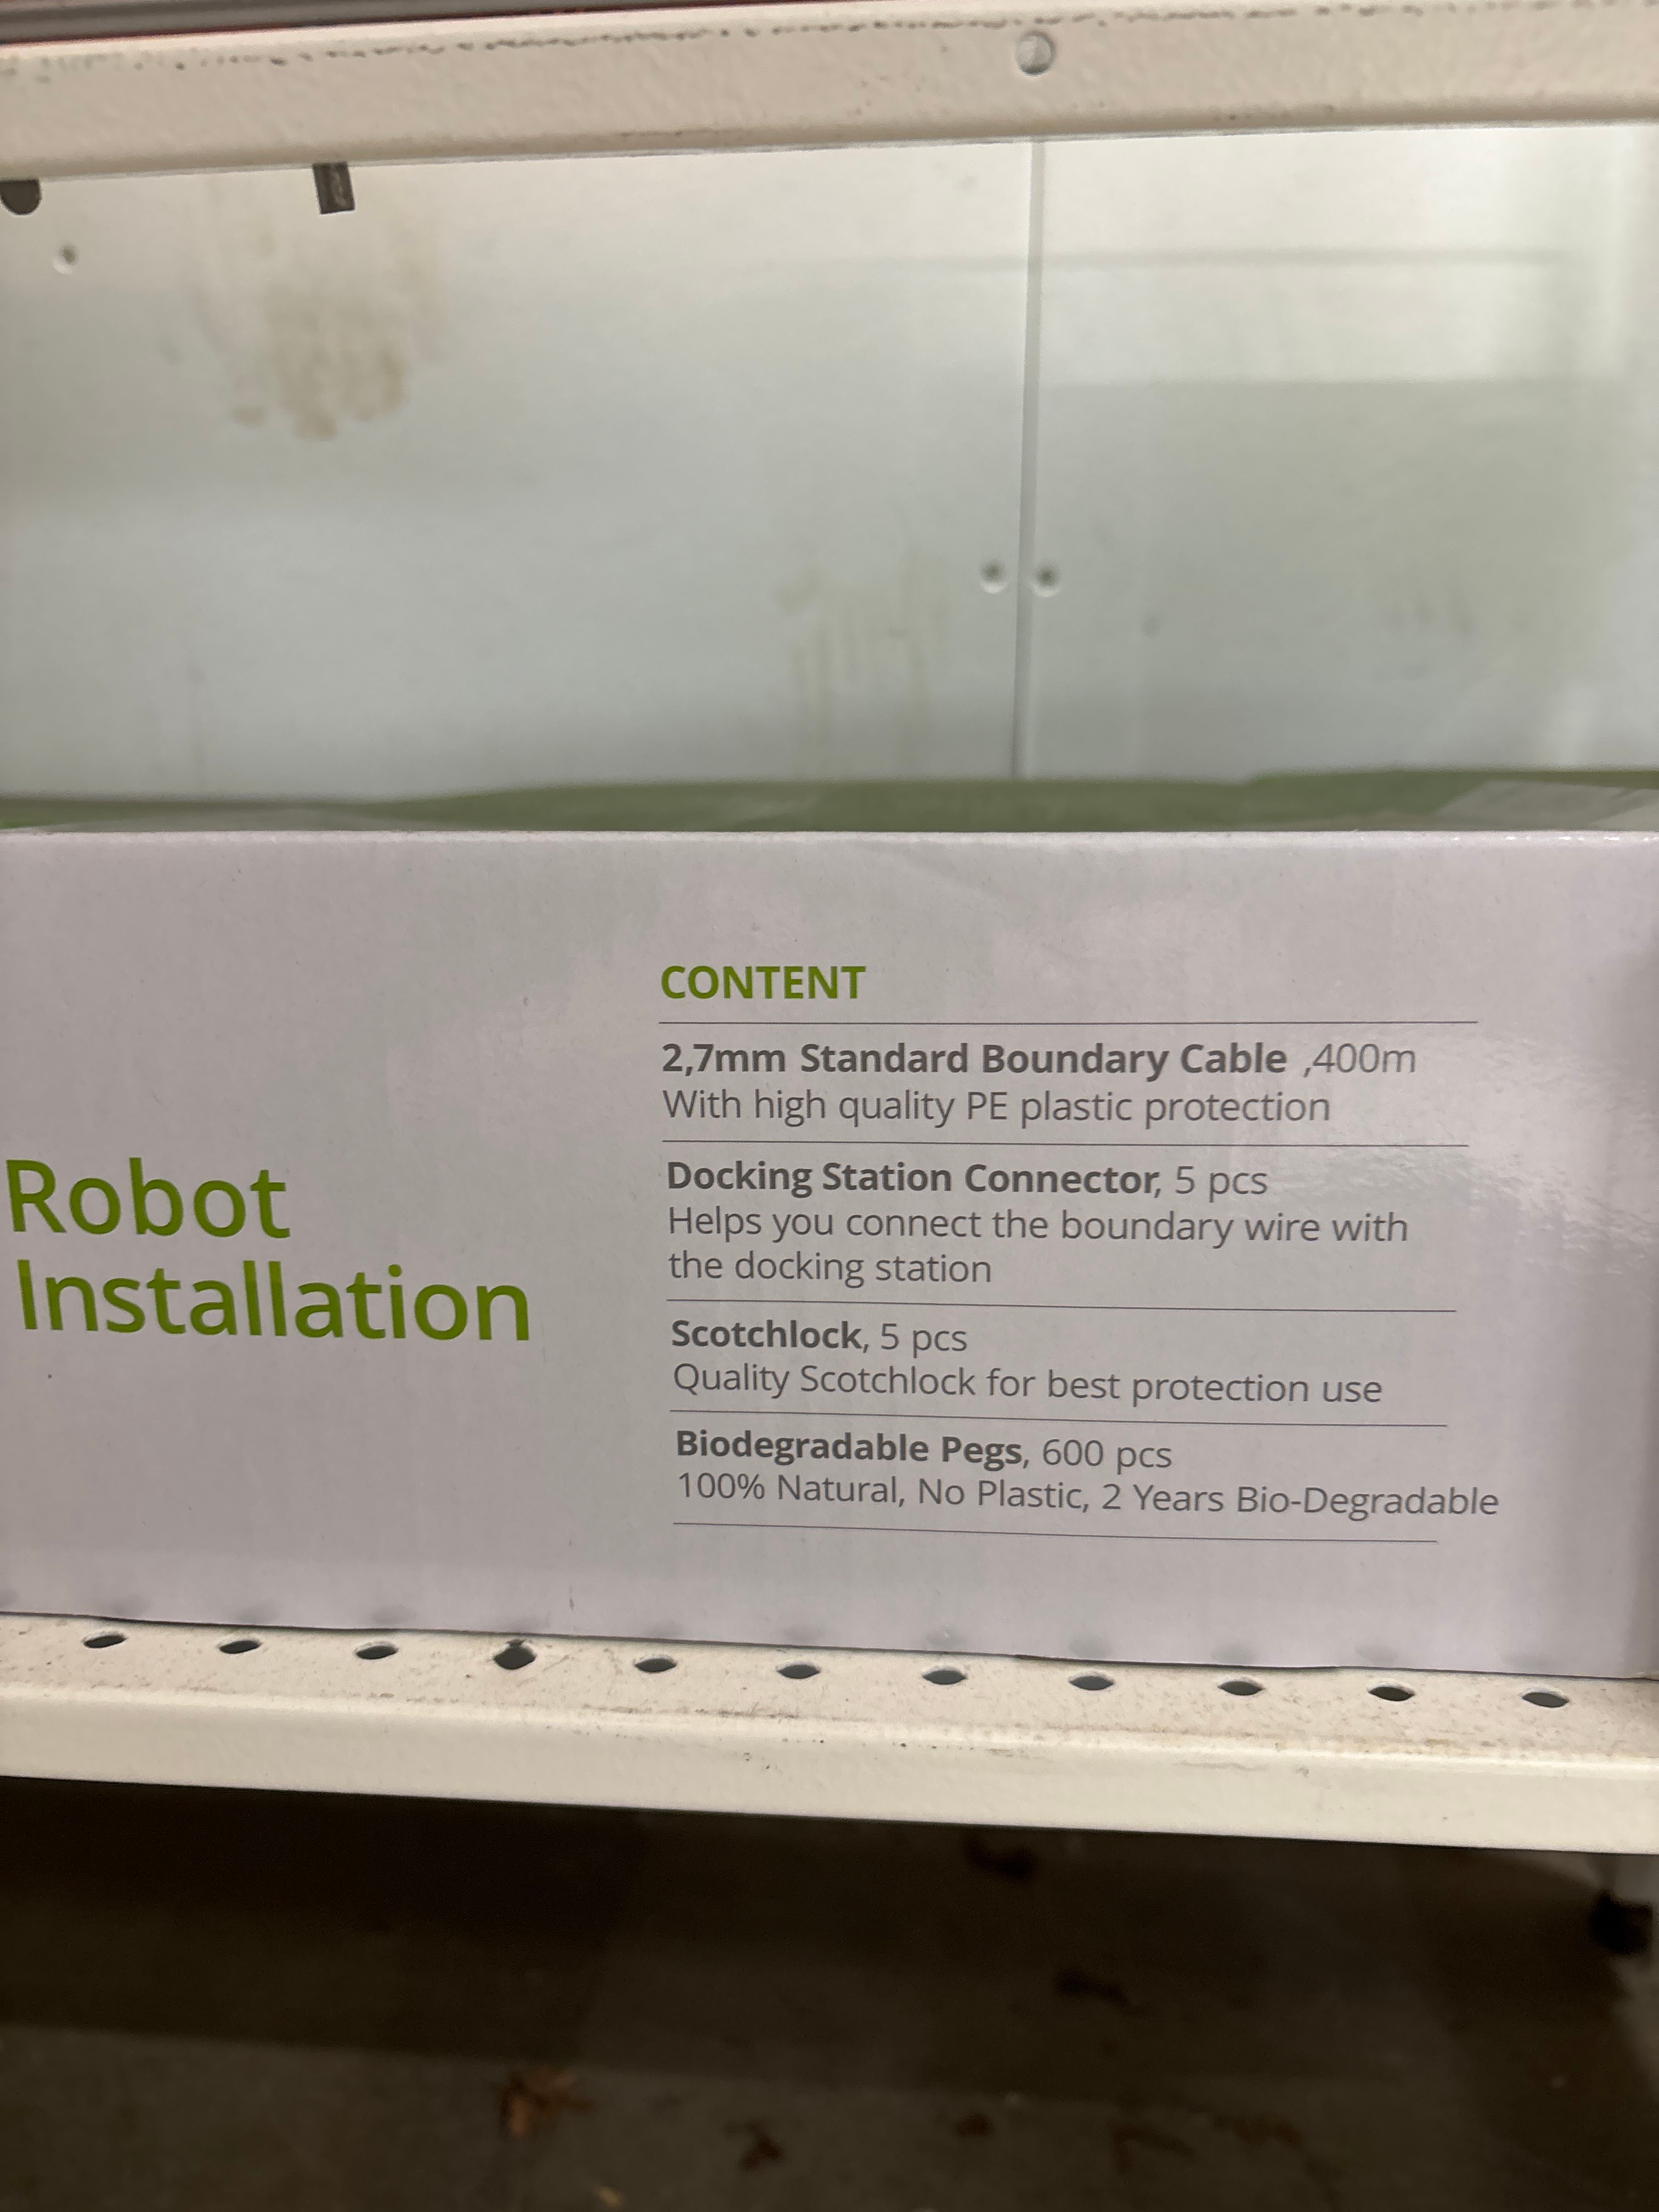 Robot
Installation
CONTENT
2,7mm Standard Boundary Cable ,400m
With high quality PE plastic protection
Docking Station Connector, 5 pcs
Helps you connect the boundary wire with
the docking station
Scotchlock, 5 pcs
Quality Scotchlock for best protection use
Biodegradable Pegs, 600 pcs
100% Natural, No Plastic, 2 Years Bio-Degradable